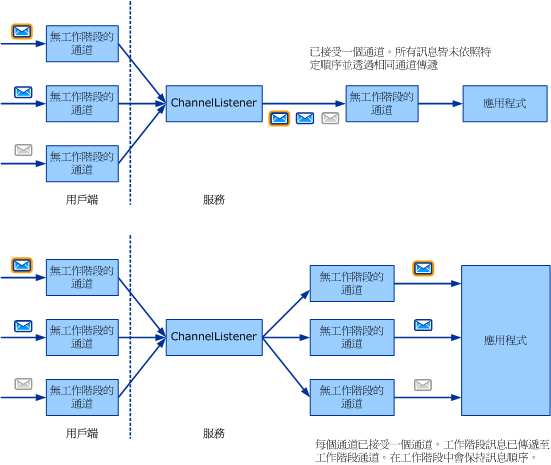 無工作階段的
通道
已接受一個通道。所有訊息皆未依照特
定順序並透過相同通道傳遞
無工作階段的
通道
ChannelListener
無工作階段的
通道
應用程式
無工作階段的
通道
用戶端
服務
無工作階段的
通道
無工作階段的
通道
無工作階段的
通道
ChannelListener
無工作階段的
通道
應用程式
無工作階段的
通道
無工作階段的
通道
用戶端
服務
每個通道已接受一個通道。工作階段訊息已傳遞至
工作階段通道。在工作階段中會保持訊息順序。